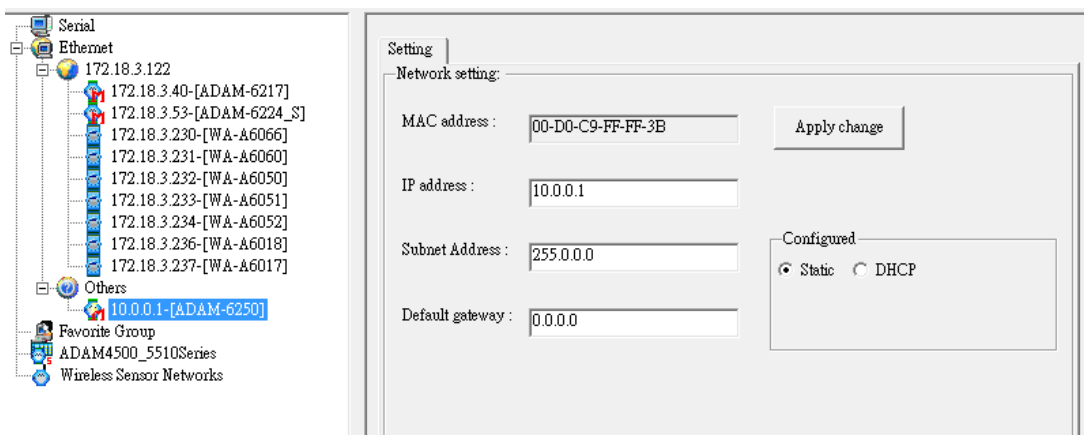 Serial
Ethernet
172.18.3.122
172.18.3.40-[ADAM-6217]
172.18.3.53-[ADAM-6224_S]
172.18.3.230-[WA-A6066]
172.18.3.231-[WA-A6060]
172.18.3.232-[WA-A6050]
172.18.3.233-[WA-A6051]
172.18.3.234-[WA-A6052]
172.18.3.236-[WA-A6018]
172.18.3.237-[WA-A6017]
Others
10.0.0.1-[ADAM-6250]
Favorite Group
ADAM4500_5510Series
Wireless Sensor Networks
Setting
Network setting:
MAC address :
00-D0-C9-FF-FF-3B
Apply change
IP address :
10.0.0.1
Subnet Address :
255.0.0.0
Configured
Static
DHCP
Default gateway :
0.0.0.0